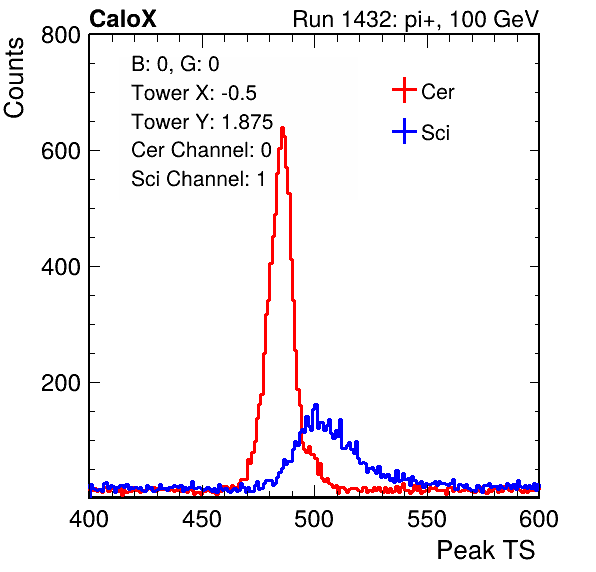 CaloX Run 1432: pi+, 100 GeV
Counts
B: 0, G: 0
Tower X: -0.5
Tower Y: 1.875
Cer Channel: 0
Sci Channel: 1
Cer
Sci
800
600
400
200
400 450 500 550 600
Peak TS